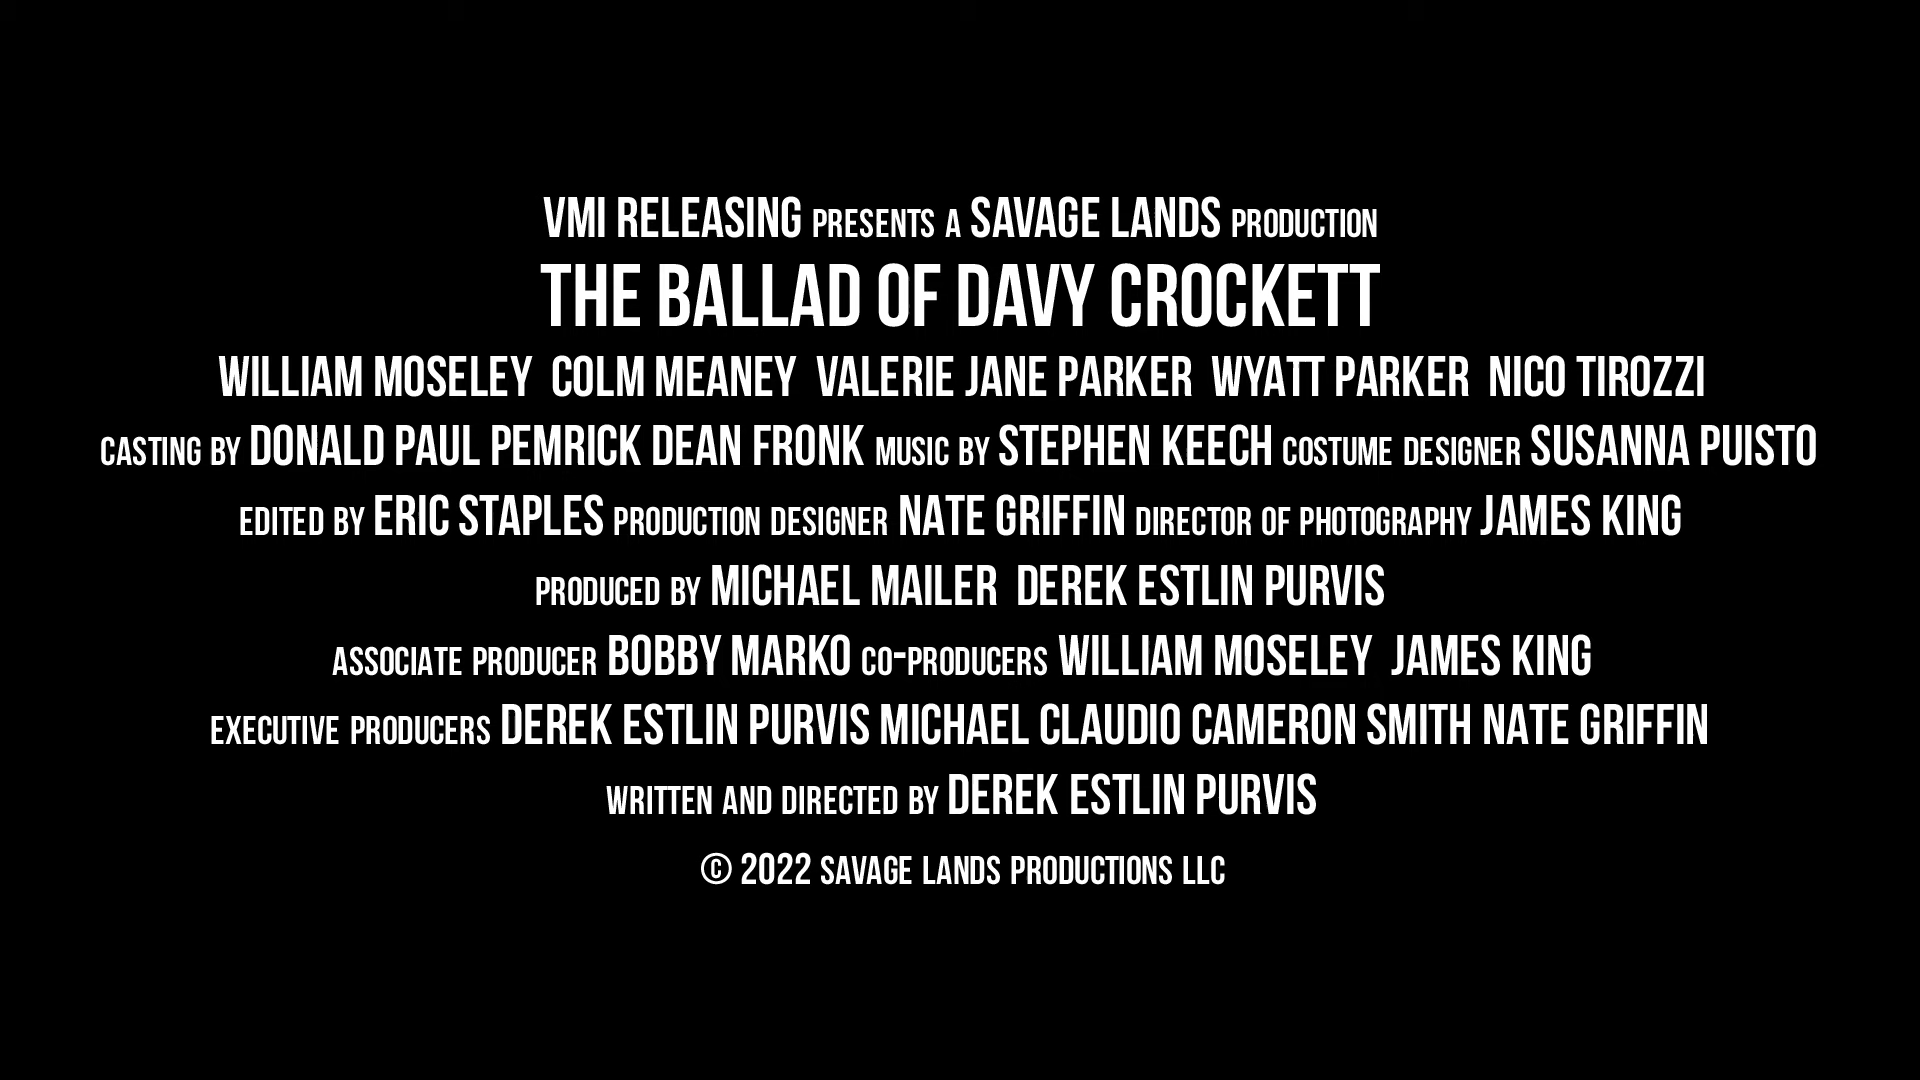 VMI RELEASING PRESENTS A SAVAGE LANDS PRODUCTION
THE BALLAD OF DAVY CROCKETT
WILLIAM MOSELEY COLM MEANEY VALERIE JANE PARKER WYATT PARKER NICO TIROZZI
CASTING BY DONALD PAUL PEMRICK DEAN FRONK MUSIC BY STEPHEN KEECH COSTUME DESIGNER SUSANNA PUISTO
EDITED BY ERIC STAPLES PRODUCTION DESIGNER NATE GRIFFIN DIRECTOR OF PHOTOGRAPHY JAMES KING
PRODUCED BY MICHAEL MAILER DEREK ESTLIN PURVIS
ASSOCIATE PRODUCER BOBBY MARKO CO-PRODUCERS WILLIAM MOSELEY JAMES KING
EXECUTIVE PRODUCERS DEREK ESTLIN PURVIS MICHAEL CLAUDIO CAMERON SMITH NATE GRIFFIN
WRITTEN AND DIRECTED BY DEREK ESTLIN PURVIS
© 2022 SAVAGE LANDS PRODUCTIONS LLC